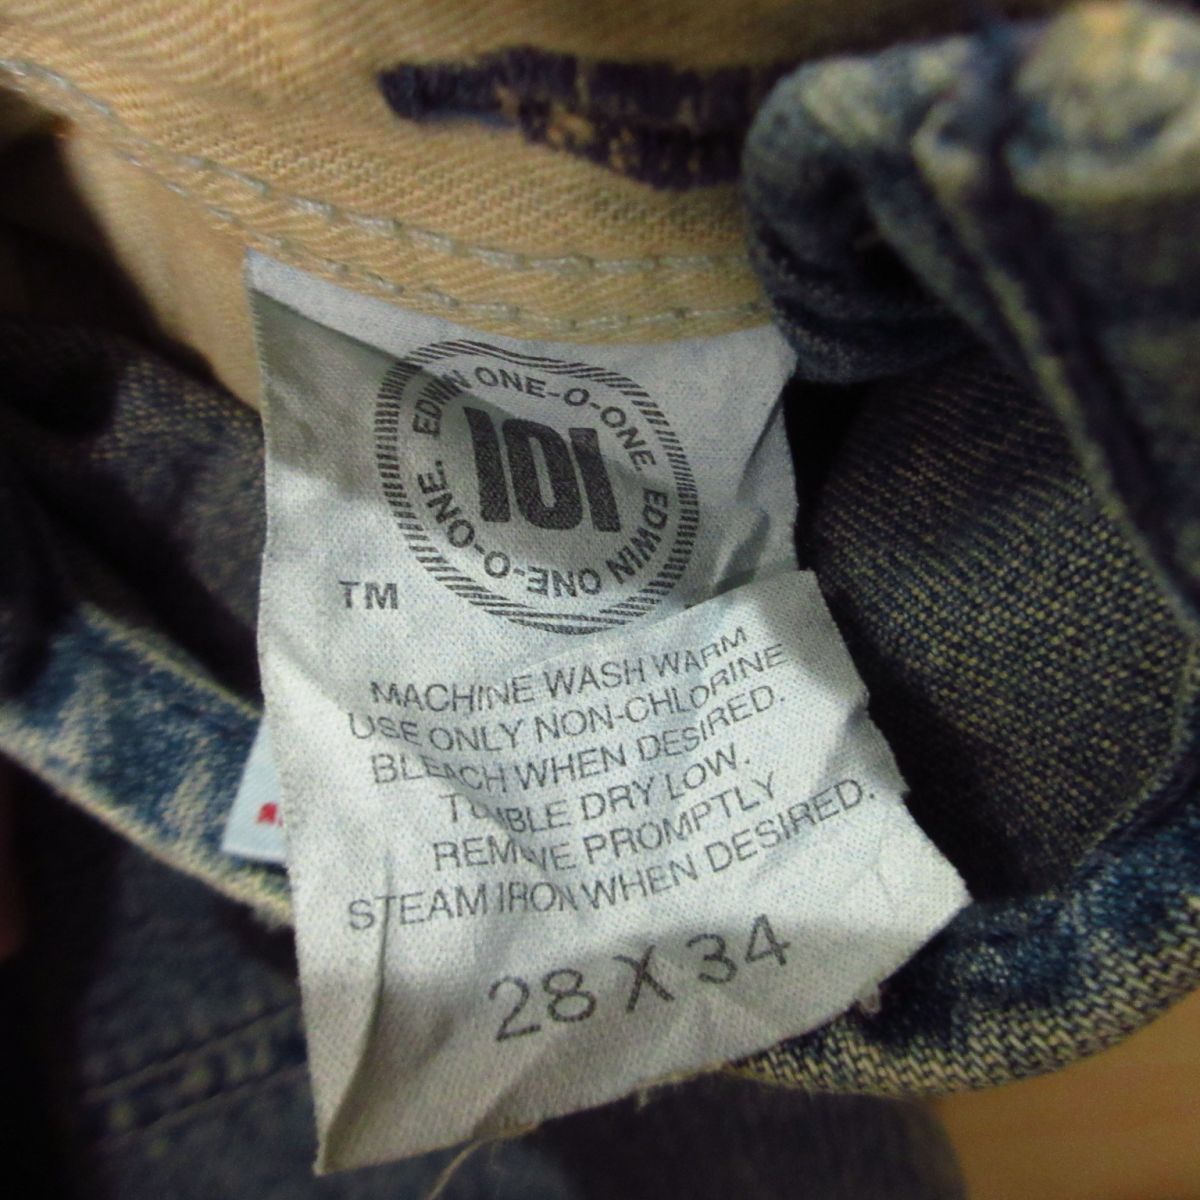 EDWIN ONE-O-ONE. EDWIN ONE-O-ONE.
101
TM
MACHINE WASH WARM
USE ONLY NON-CHLORINE
BLEACH WHEN DESIRED.
TUMBLE DRY LOW.
REMOVE PROMPTLY
STEAM IRON WHEN DESIRED.
28 X 34